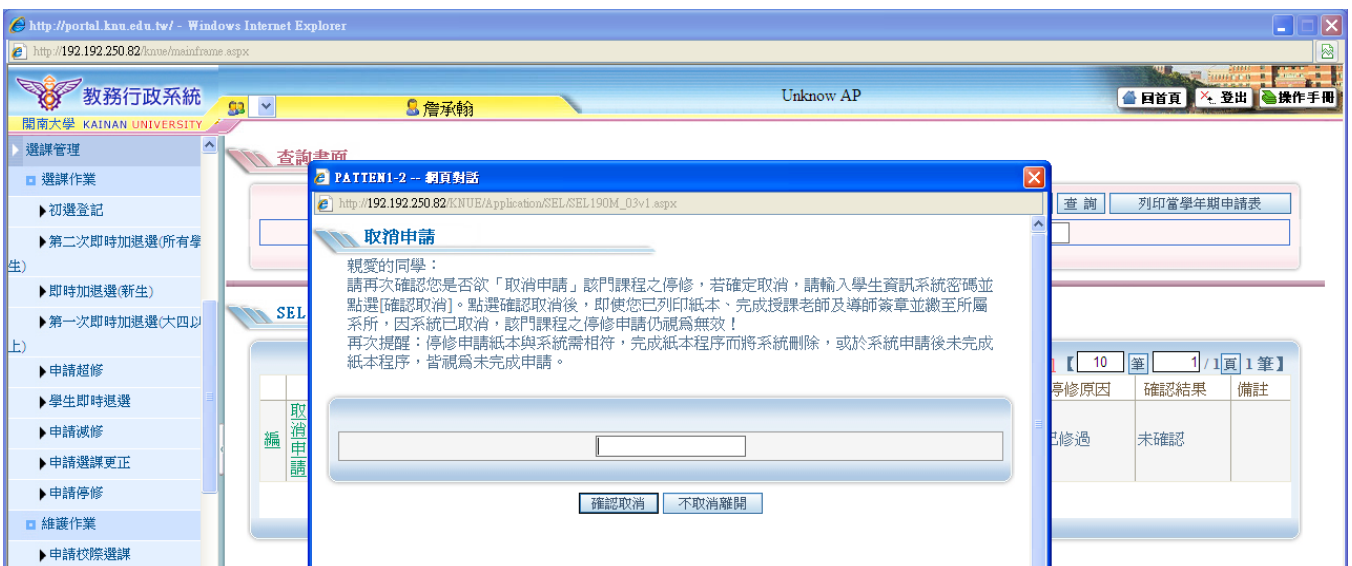 http://portal.knu.edu.tw/ - Windows Internet Explorer
http://192.192.250.82/knue/mainframe.aspx
教務行政系統
開南大學 KAINAN UNIVERSITY
詹承翰
Unknow AP
回首頁
登出
操作手冊
選課管理
選課作業
初選登記
第二次即時加退選(所有學
生)
即時加退選(新生)
第一次即時加退選(大四以
上)
申請超修
學生即時退選
申請減修
申請選課更正
申請停修
維護作業
申請校際選課
查詢畫面
查 詢
列印當學年期申請表
SEL
【 10 筆 1 / 1 頁 1 筆】
停修原因
確認結果
備註
編
取
消
申
請
已修過
未確認
PATTEN1-2 -- 網頁對話
http://192.192.250.82/KNUE/Application/SEL/SEL190M_03v1.aspx
取消申請
親愛的同學：
請再次確認您是否欲「取消申請」該門課程之停修，若確定取消，請輸入學生資訊系統密碼並
點選[確認取消]。點選確認取消後，即使您已列印紙本、完成授課老師及導師簽章並繳至所屬
系所，因系統已取消，該門課程之停修申請仍視為無效！
再次提醒：停修申請紙本與系統需相符，完成紙本程序而將系統刪除，或於系統申請後未完成
紙本程序，皆視為未完成申請。
確認取消
不取消離開